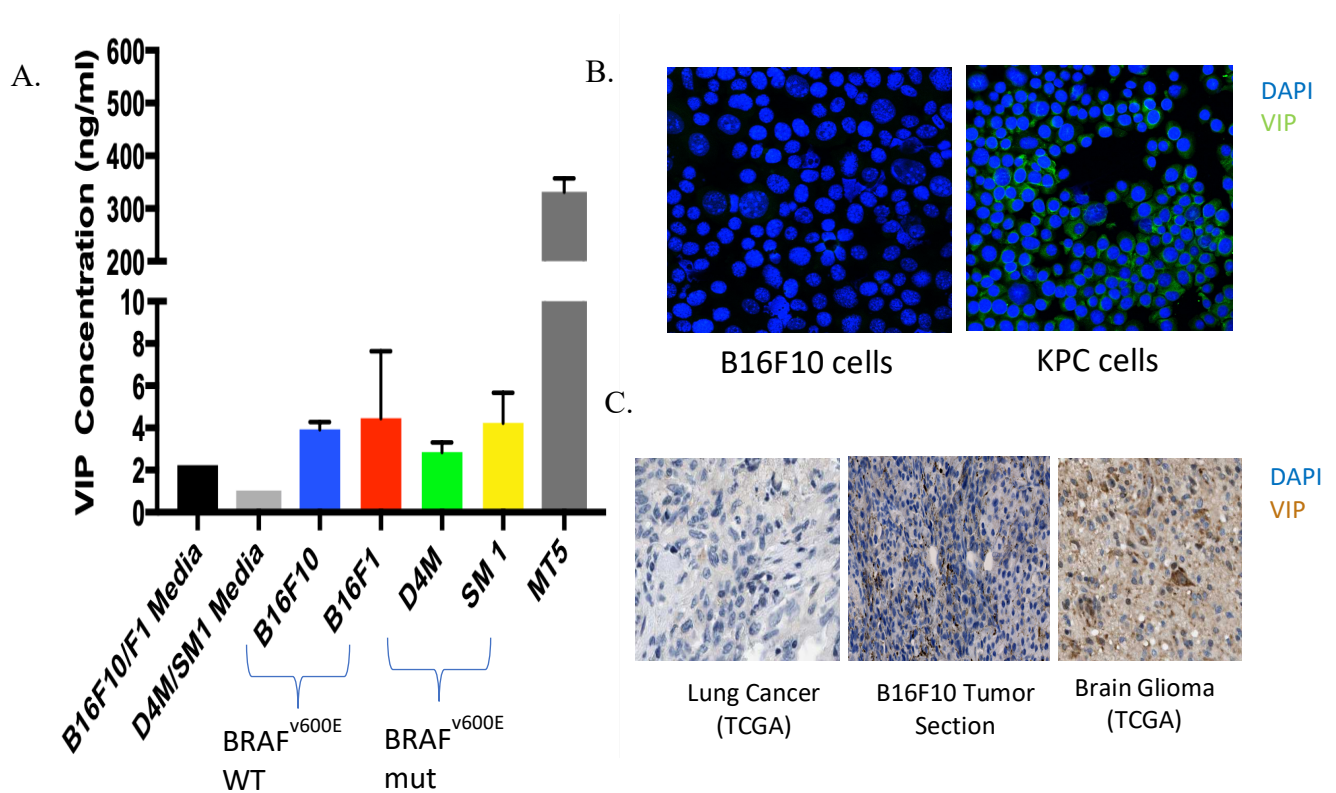 A.
VIP Concentration (ng/ml)
600
500
400
300
200
10
8
6
4
2
0
B16F10/F1 Media
D4M/SM1 Media
B16F10
B16F1
D4M
SM 1
MT5
BRAF^v600E
WT
BRAF^v600E
mut
B.
DAPI
VIP
B16F10 cells
KPC cells
C.
DAPI
VIP
Lung Cancer
(TCGA)
B16F10 Tumor
Section
Brain Glioma
(TCGA)